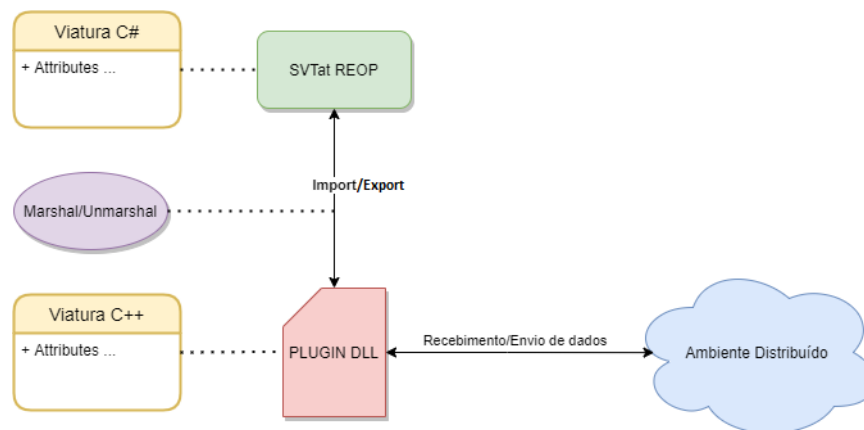 Viatura C#
+ Attributes ...
SVTat REOP
Import/Export
Marshal/Unmarshal
Viatura C++
+ Attributes ...
PLUGIN DLL
Recebimento/Envio de dados
Ambiente Distribuído